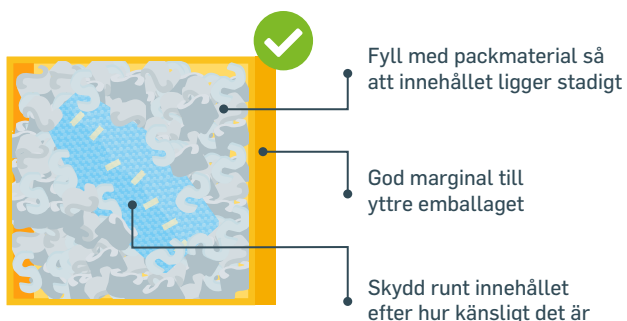 Fyll med packmaterial så
att innehållet ligger stadigt
God marginal till
yttre emballaget
Skydd runt innehållet
efter hur känsligt det är